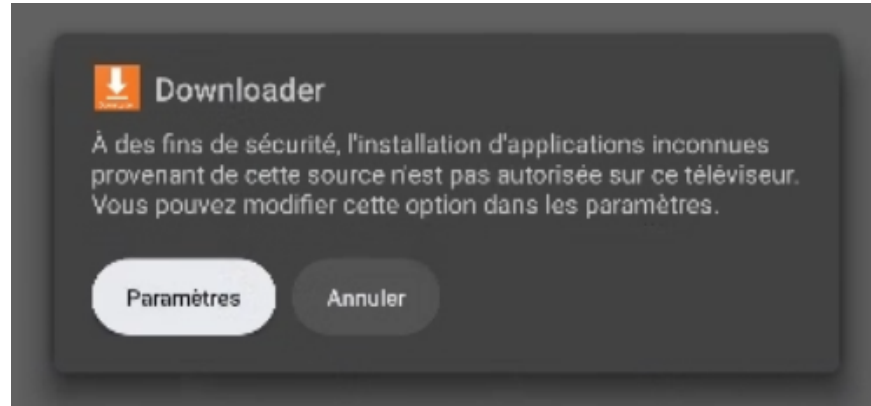 Downloader
À des fins de sécurité, l'installation d'applications inconnues
provenant de cette source n'est pas autorisée sur ce téléviseur.
Vous pouvez modifier cette option dans les paramètres.
Paramètres
Annuler